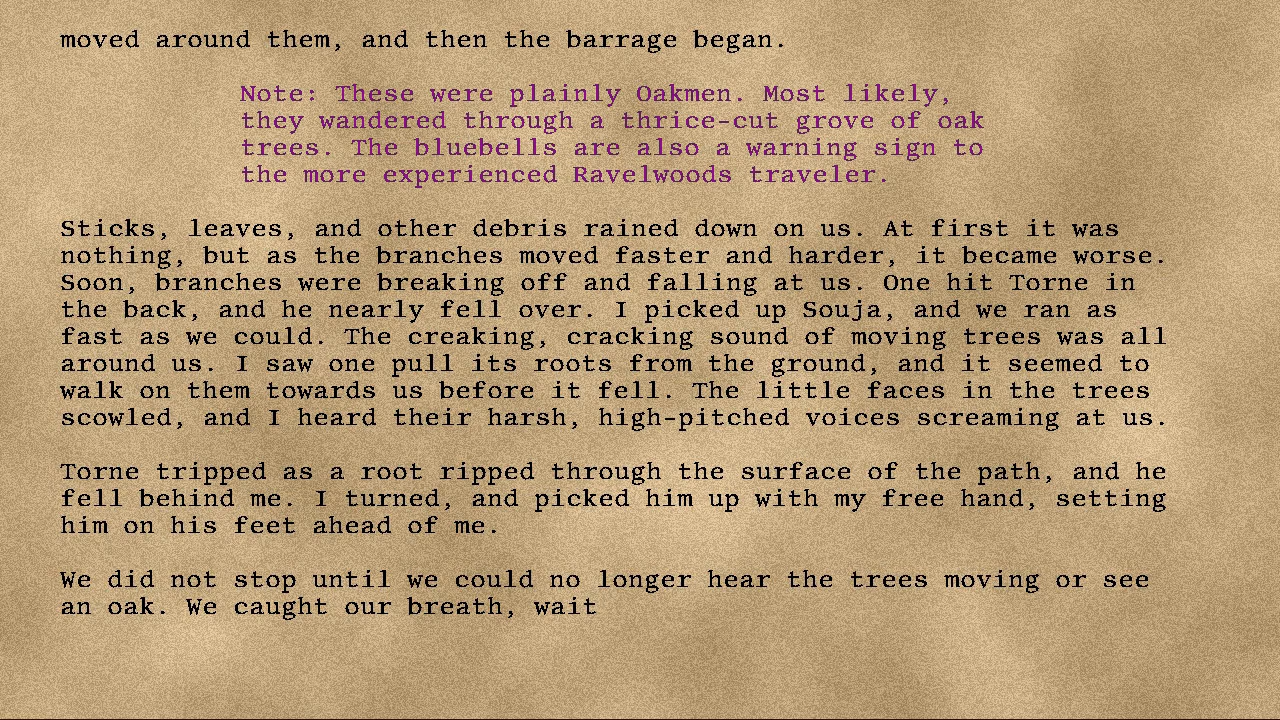 moved around them, and then the barrage began.
Note: These were plainly Oakmen. Most likely,
they wandered through a thrice-cut grove of oak
trees. The bluebells are also a warning sign to
the more experienced Ravelwoods traveler.
Sticks, leaves, and other debris rained down on us. At first it was
nothing, but as the branches moved faster and harder, it became worse.
Soon, branches were breaking off and falling at us. One hit Torne in
the back, and he nearly fell over. I picked up Souja, and we ran as
fast as we could. The creaking, cracking sound of moving trees was all
around us. I saw one pull its roots from the ground, and it seemed to
walk on them towards us before it fell. The little faces in the trees
scowled, and I heard their harsh, high-pitched voices screaming at us.
Torne tripped as a root ripped through the surface of the path, and he
fell behind me. I turned, and picked him up with my free hand, setting
him on his feet ahead of me.
We did not stop until we could no longer hear the trees moving or see
an oak. We caught our breath, wait